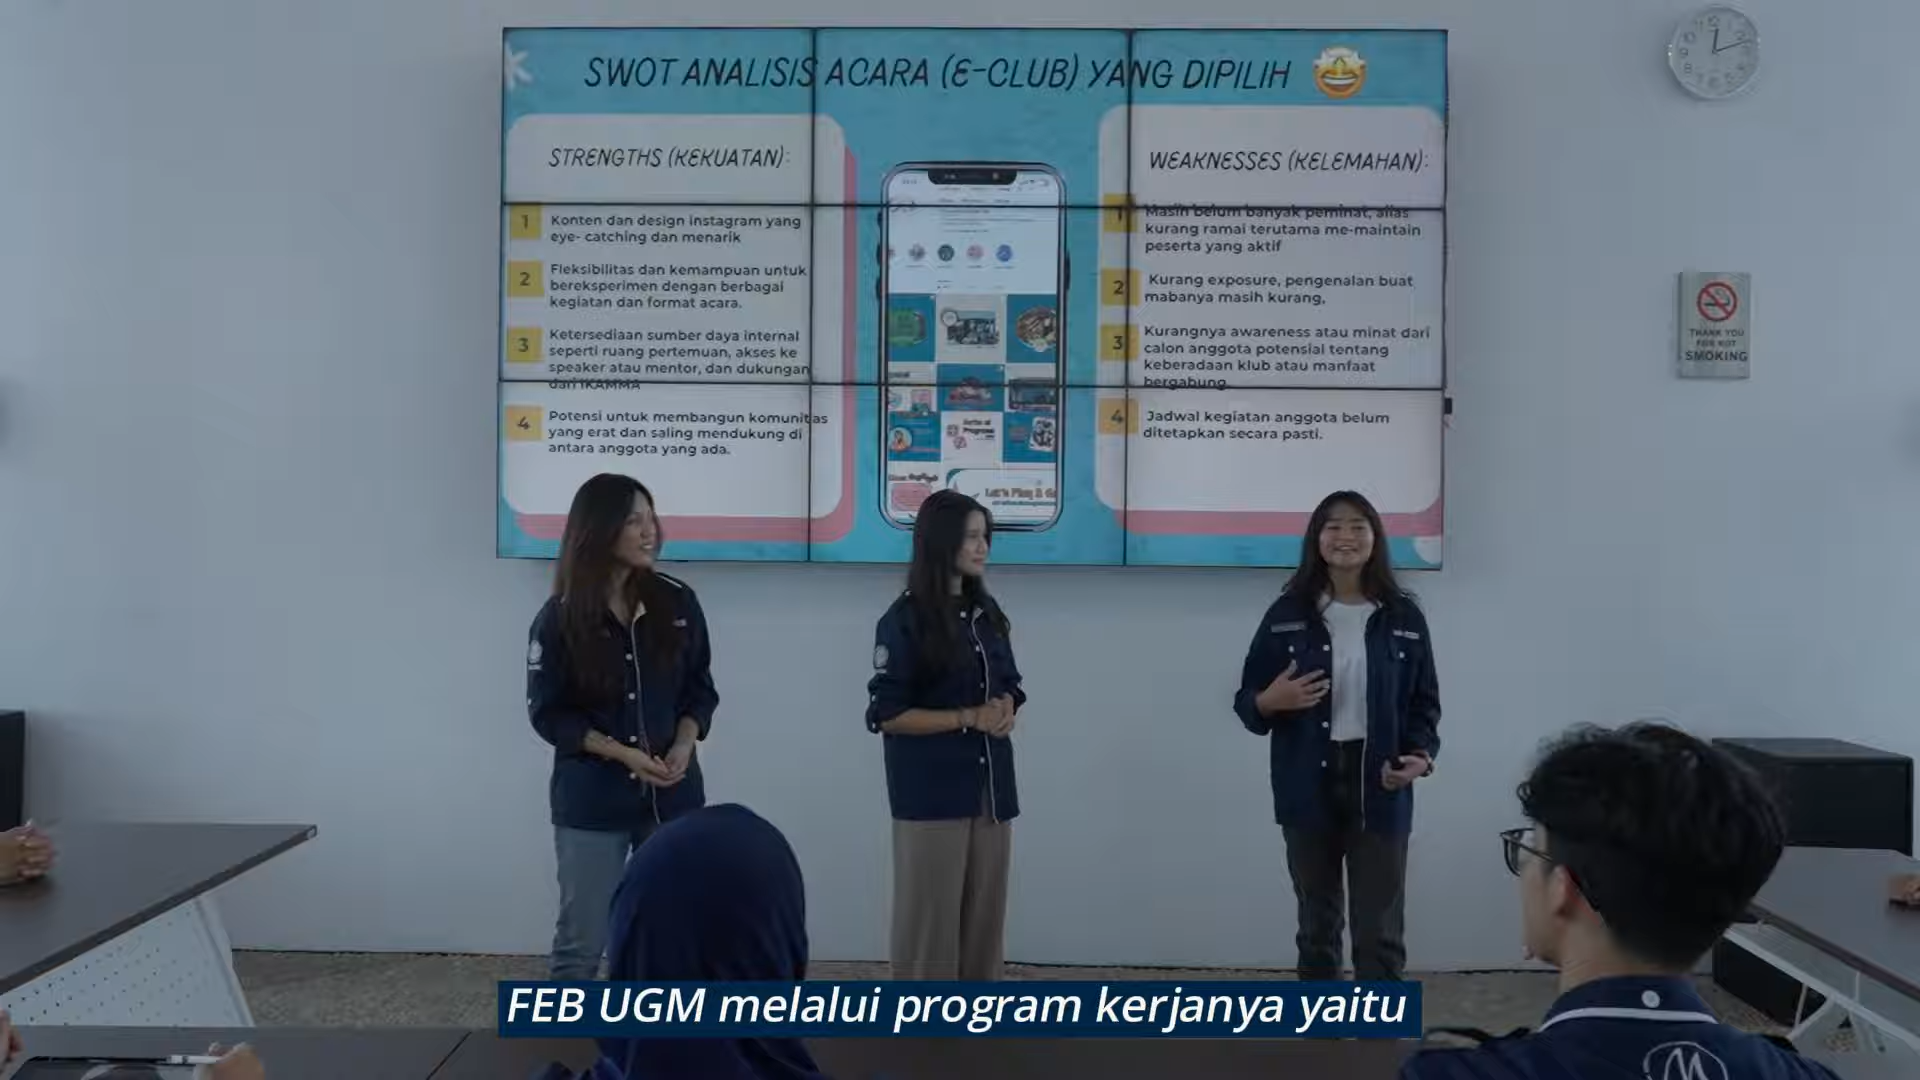 SWOT ANALISIS ACARA (E-CLUB) YANG DIPILIH
STRENGTHS (KEKUATAN):
1 Konten dan design instagram yang
eye- catching dan menarik
2 Fleksibilitas dan kemampuan untuk
bereksperimen dengan berbagai
kegiatan dan format acara.
3 Ketersediaan sumber daya internal
seperti ruang pertemuan, akses ke
speaker atau mentor, dan dukungan
dari IKAMMA
4 Potensi untuk membangun komunitas
yang erat dan saling mendukung di
antara anggota yang ada.
WEAKNESSES (KELEMAHAN):
1 Masih belum banyak peminat, alias
kurang ramai terutama me-maintain
peserta yang aktif
2 Kurang exposure, pengenalan buat
mabanya masih kurang,
3 Kurangnya awareness atau minat dari
calon anggota potensial tentang
keberadaan klub atau manfaat
bergabung
4 Jadwal kegiatan anggota belum
ditetapkan secara pasti.
THANK YOU
FOR NOT
SMOKING
FEB UGM melalui program kerjanya yaitu